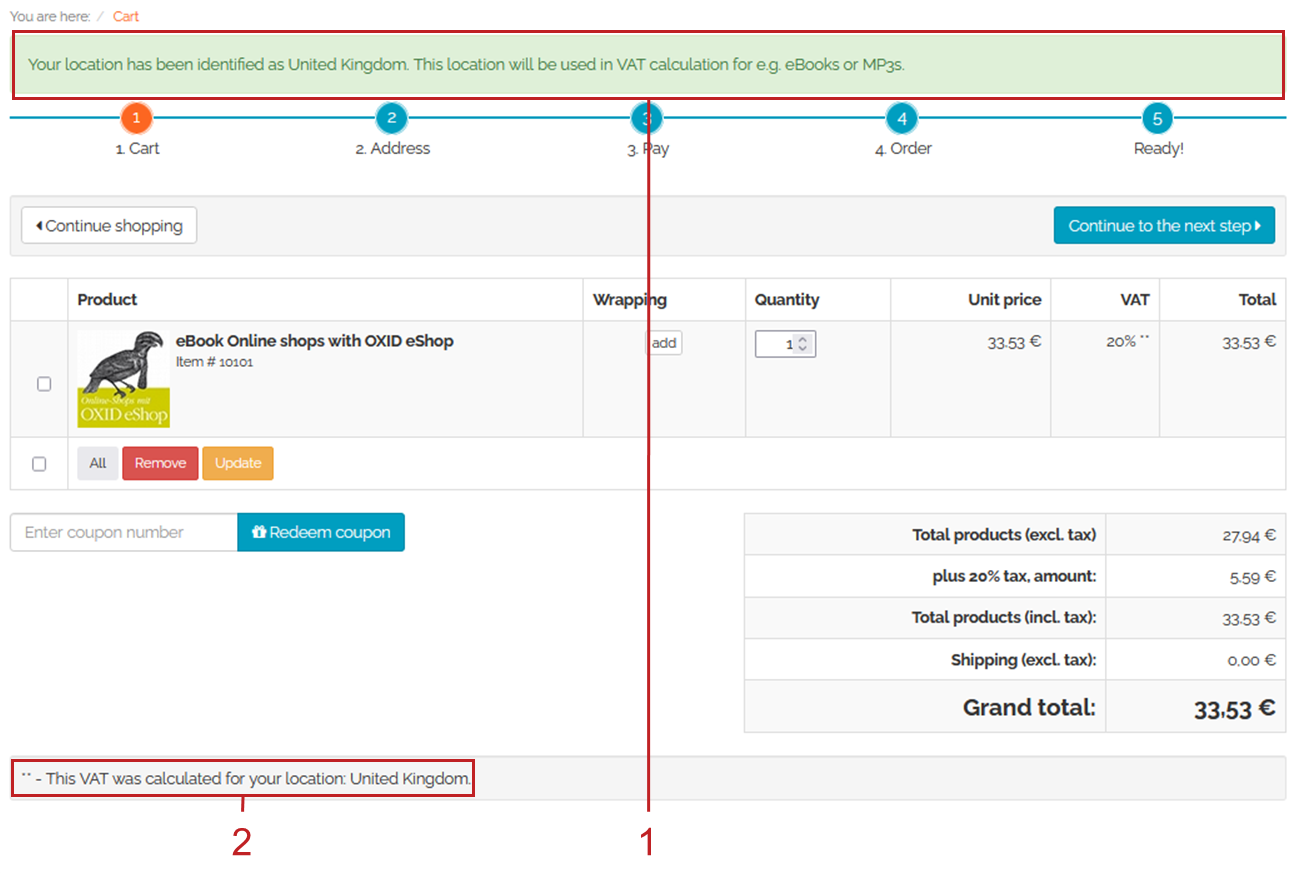 You are here: / Cart
Your location has been identified as United Kingdom. This location will be used in VAT calculation for e.g. eBooks or MP3s.
1 2 3 4 5
1. Cart 2. Address 3. Pay 4. Order Ready!
Continue shopping Continue to the next step
Product Wrapping Quantity Unit price VAT Total
eBook Online shops with OXID eShop add 1 33.53 € 20% ** 33.53 €
Item # 10101
Online-Shops mit
OXID eShop
All Remove Update
Enter coupon number Redeem coupon
Total products (excl. tax) 27,94 €
plus 20% tax, amount: 5.59 €
Total products (incl. tax): 33.53 €
Shipping (excl. tax): 0,00 €
Grand total: 33,53 €
** - This VAT was calculated for your location: United Kingdom.
2 1